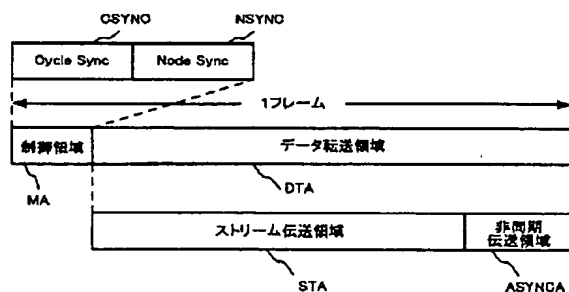 CSYNC NSYNC
Cycle Sync Node Sync
1フレーム
制御領域 データ転送領域
MA DTA
ストリーム伝送領域 非同期
伝送領域
STA ASYNCA